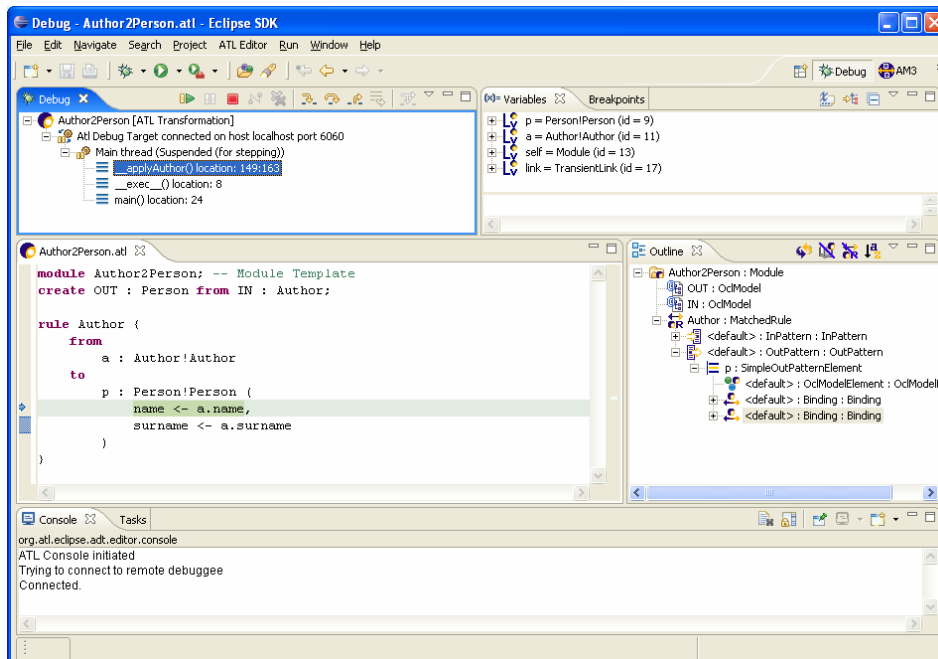 Debug - Author2Person.atl - Eclipse SDK
File Edit Navigate Search Project ATL Editor Run Window Help
Debug AM3
Debug
Author2Person [ATL Transformation]
Atl Debug Target connected on host localhost port 6060
Main thread (Suspended (for stepping))
__applyAuthor() location: 149:163
__exec__() location: 8
main() location: 24
(x)= Variables Breakpoints
p = Person!Person (id = 9)
a = Author!Author (id = 11)
self = Module (id = 13)
link = TransientLink (id = 17)
Author2Person.atl
module Author2Person; -- Module Template
create OUT : Person from IN : Author;
rule Author {
from
a : Author!Author
to
p : Person!Person (
name <- a.name,
surname <- a.surname
)
}
Outline
Author2Person : Module
OUT : OclModel
IN : OclModel
Author : MatchedRule
<default> : InPattern : InPattern
<default> : OutPattern : OutPattern
p : SimpleOutPatternElement
<default> : OclModelElement : OclModelE
<default> : Binding : Binding
<default> : Binding : Binding
Console Tasks
org.atl.eclipse.adt.editor.console
ATL Console initiated
Trying to connect to remote debuggee
Connected.